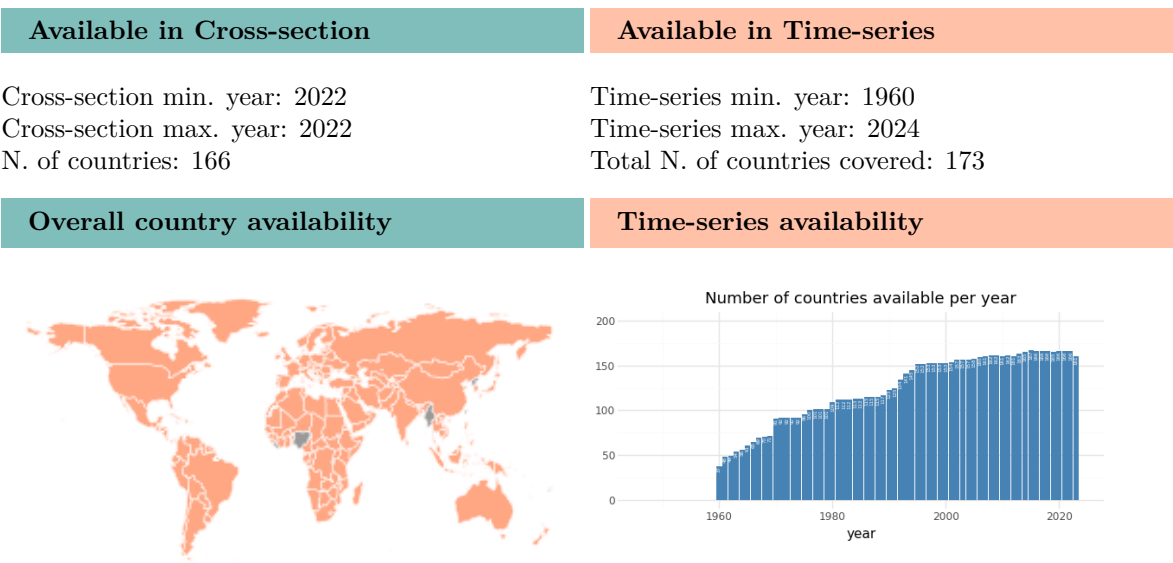 Available in Cross-section
Available in Time-series
Cross-section min. year: 2022
Cross-section max. year: 2022
N. of countries: 166
Time-series min. year: 1960
Time-series max. year: 2024
Total N. of countries covered: 173
Overall country availability
Time-series availability
Number of countries available per year
200
150
100
50
0
1960
1980
2000
2020
year